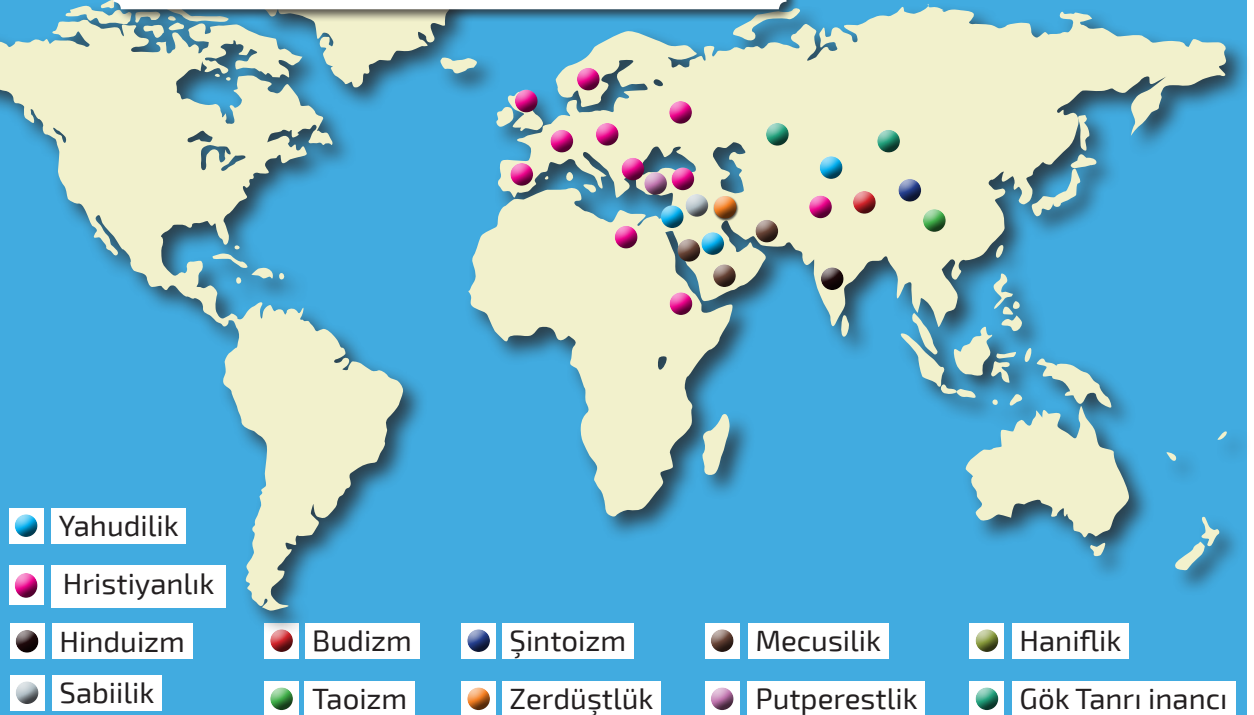 Yahudilik
Hristiyanlık
Hinduizm
Budizm
Şintoizm
Mecusilik
Haniflik
Sabiilik
Taoizm
Zerdüştlük
Putperestlik
Gök Tanrı inancı